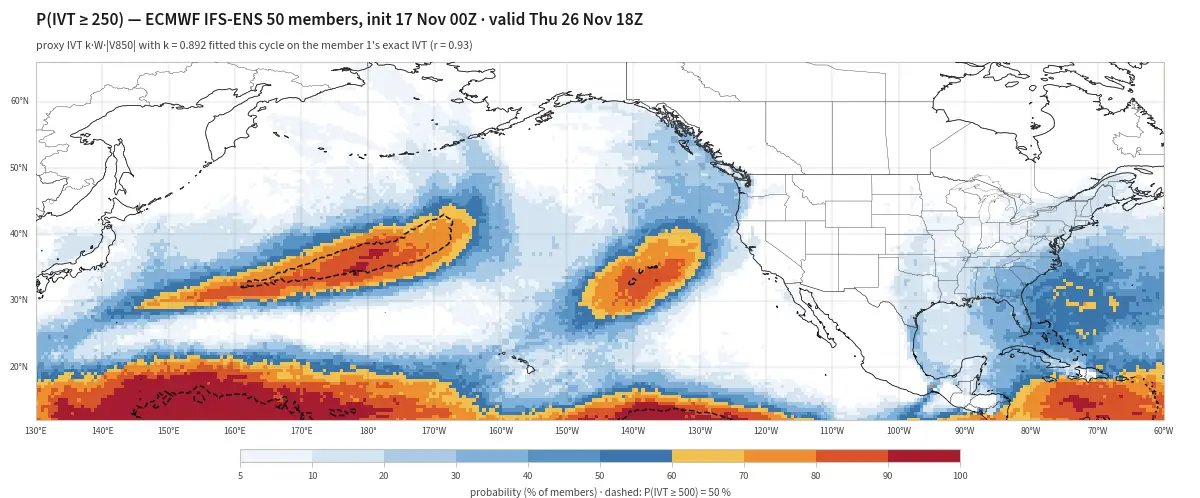 P(IVT ≥ 250) — ECMWF IFS-ENS 50 members, init 17 Nov 00Z · valid Thu 26 Nov 18Z
proxy IVT k·W·|V850| with k = 0.892 fitted this cycle on the member 1's exact IVT (r = 0.93)
60°N
50°N
40°N
30°N
20°N
130°E 140°E 150°E 160°E 170°E 180° 170°W 160°W 150°W 140°W 130°W 120°W 110°W 100°W 90°W 80°W 70°W 60°W
5 10 20 30 40 50 60 70 80 90 100
probability (% of members) · dashed: P(IVT ≥ 500) = 50 %